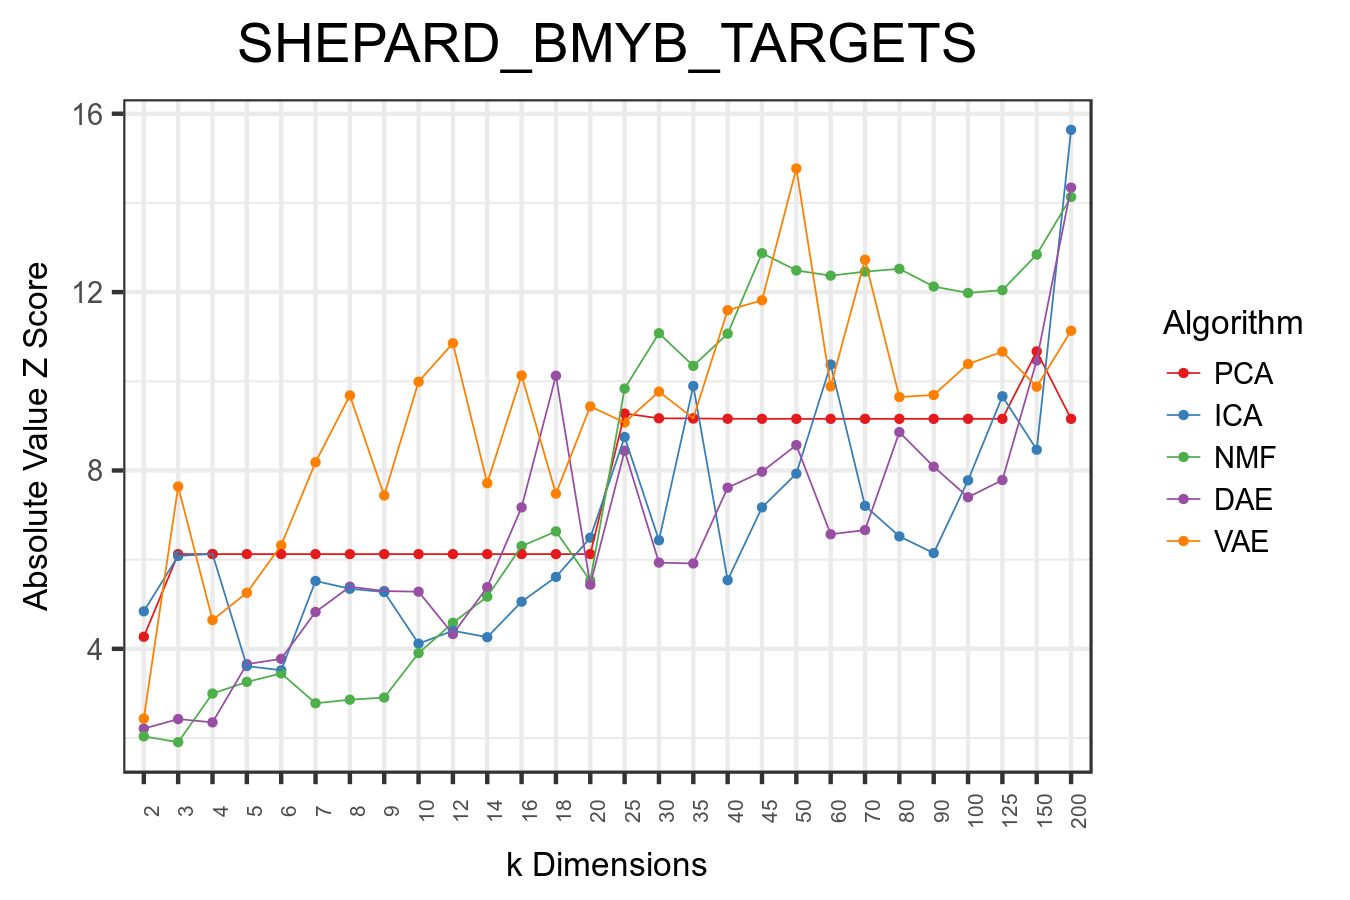 SHEPARD_BMYB_TARGETS
Absolute Value Z Score
16
12
8
4
2 3 4 5 6 7 8 9 10 12 14 16 18 20 25 30 35 40 45 50 60 70 80 90 100 125 150 200
k Dimensions
Algorithm
PCA
ICA
NMF
DAE
VAE